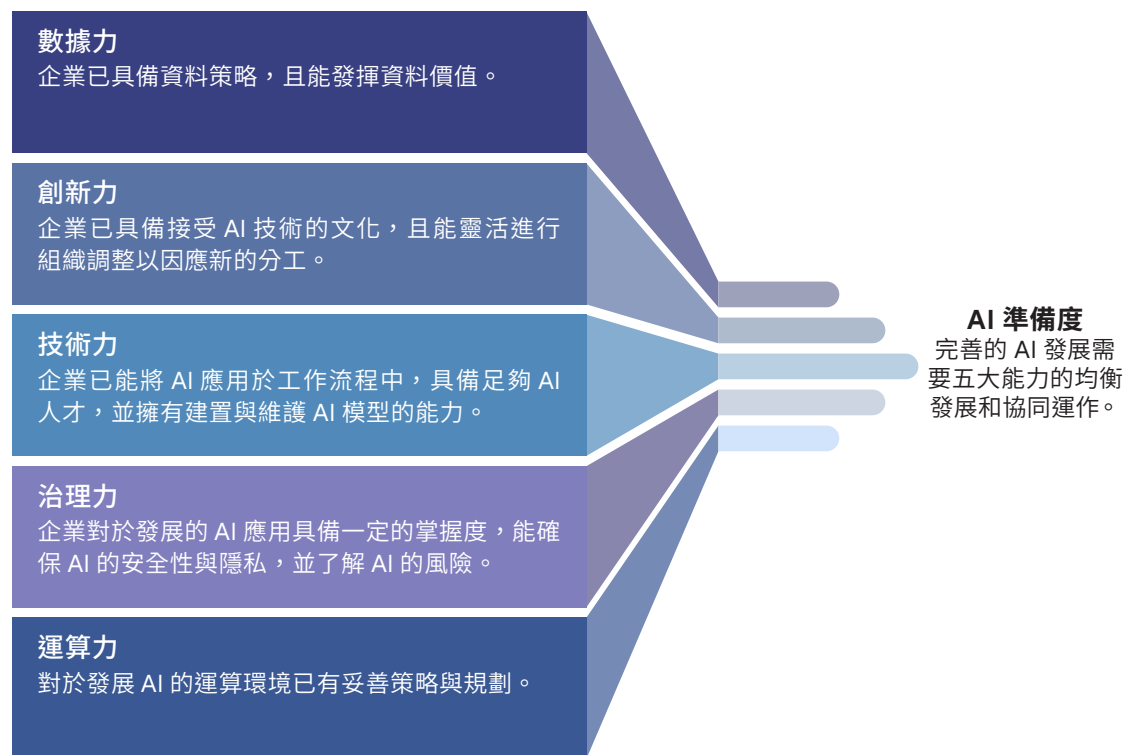 數據力
企業已具備資料策略，且能發揮資料價值。
創新力
企業已具備接受 AI 技術的文化，且能靈活進行
組織調整以因應新的分工。
技術力
企業已能將 AI 應用於工作流程中，具備足夠 AI
人才，並擁有建置與維護 AI 模型的能力。
治理力
企業對於發展的 AI 應用具備一定的掌握度，能確
保 AI 的安全性與隱私，並了解 AI 的風險。
運算力
對於發展 AI 的運算環境已有妥善策略與規劃。
AI 準備度
完善的 AI 發展需
要五大能力的均衡
發展和協同運作。